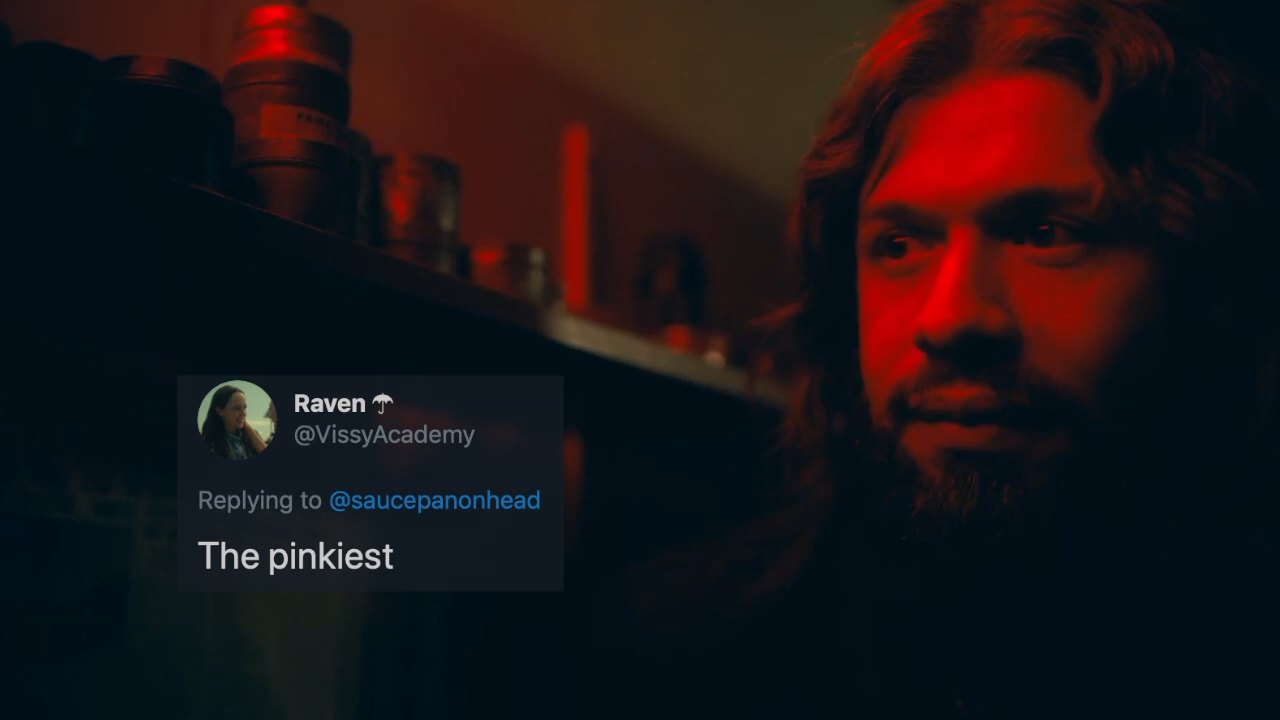 Raven ☂
@VissyAcademy
Replying to @saucepanonhead
The pinkiest